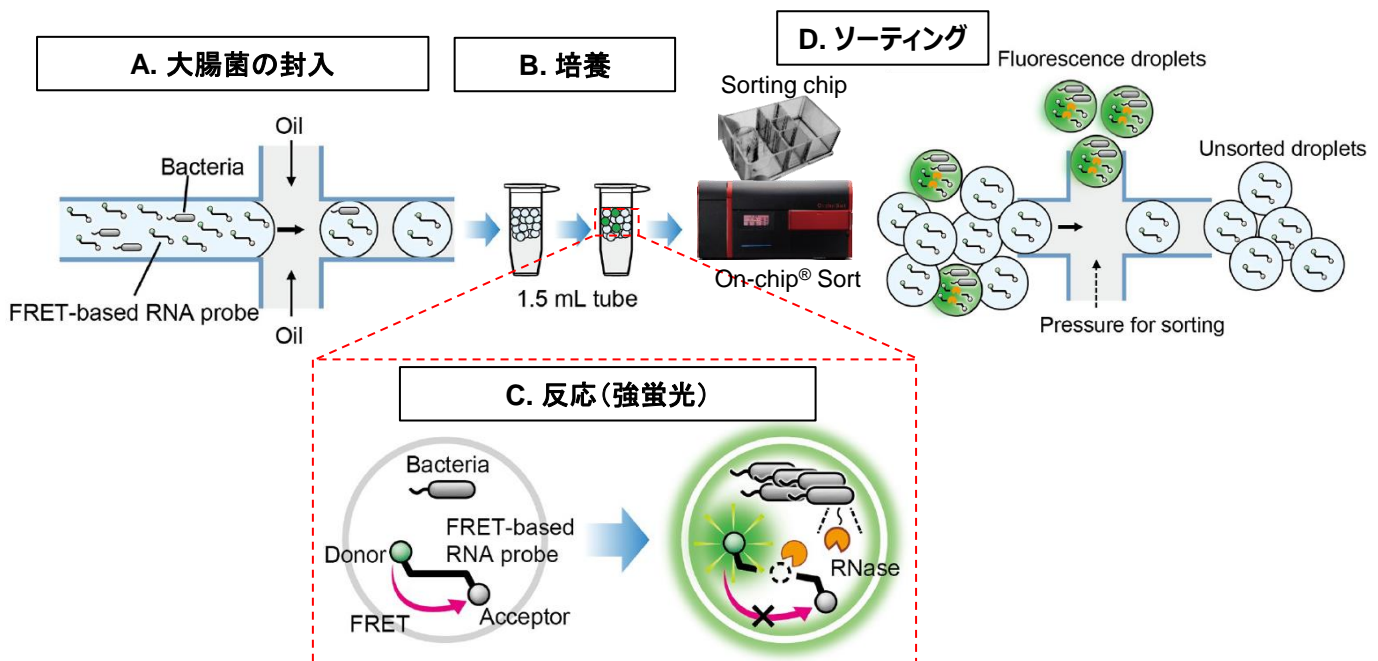 A. 大腸菌の封入
B. 培養
D. ソーティング
Oil
Bacteria
FRET-based RNA probe
Oil
1.5 mL tube
Sorting chip
On-chip® Sort
Fluorescence droplets
Unsorted droplets
Pressure for sorting
C. 反応（強蛍光）
Bacteria
FRET-based
RNA probe
Donor
FRET
Acceptor
RNase